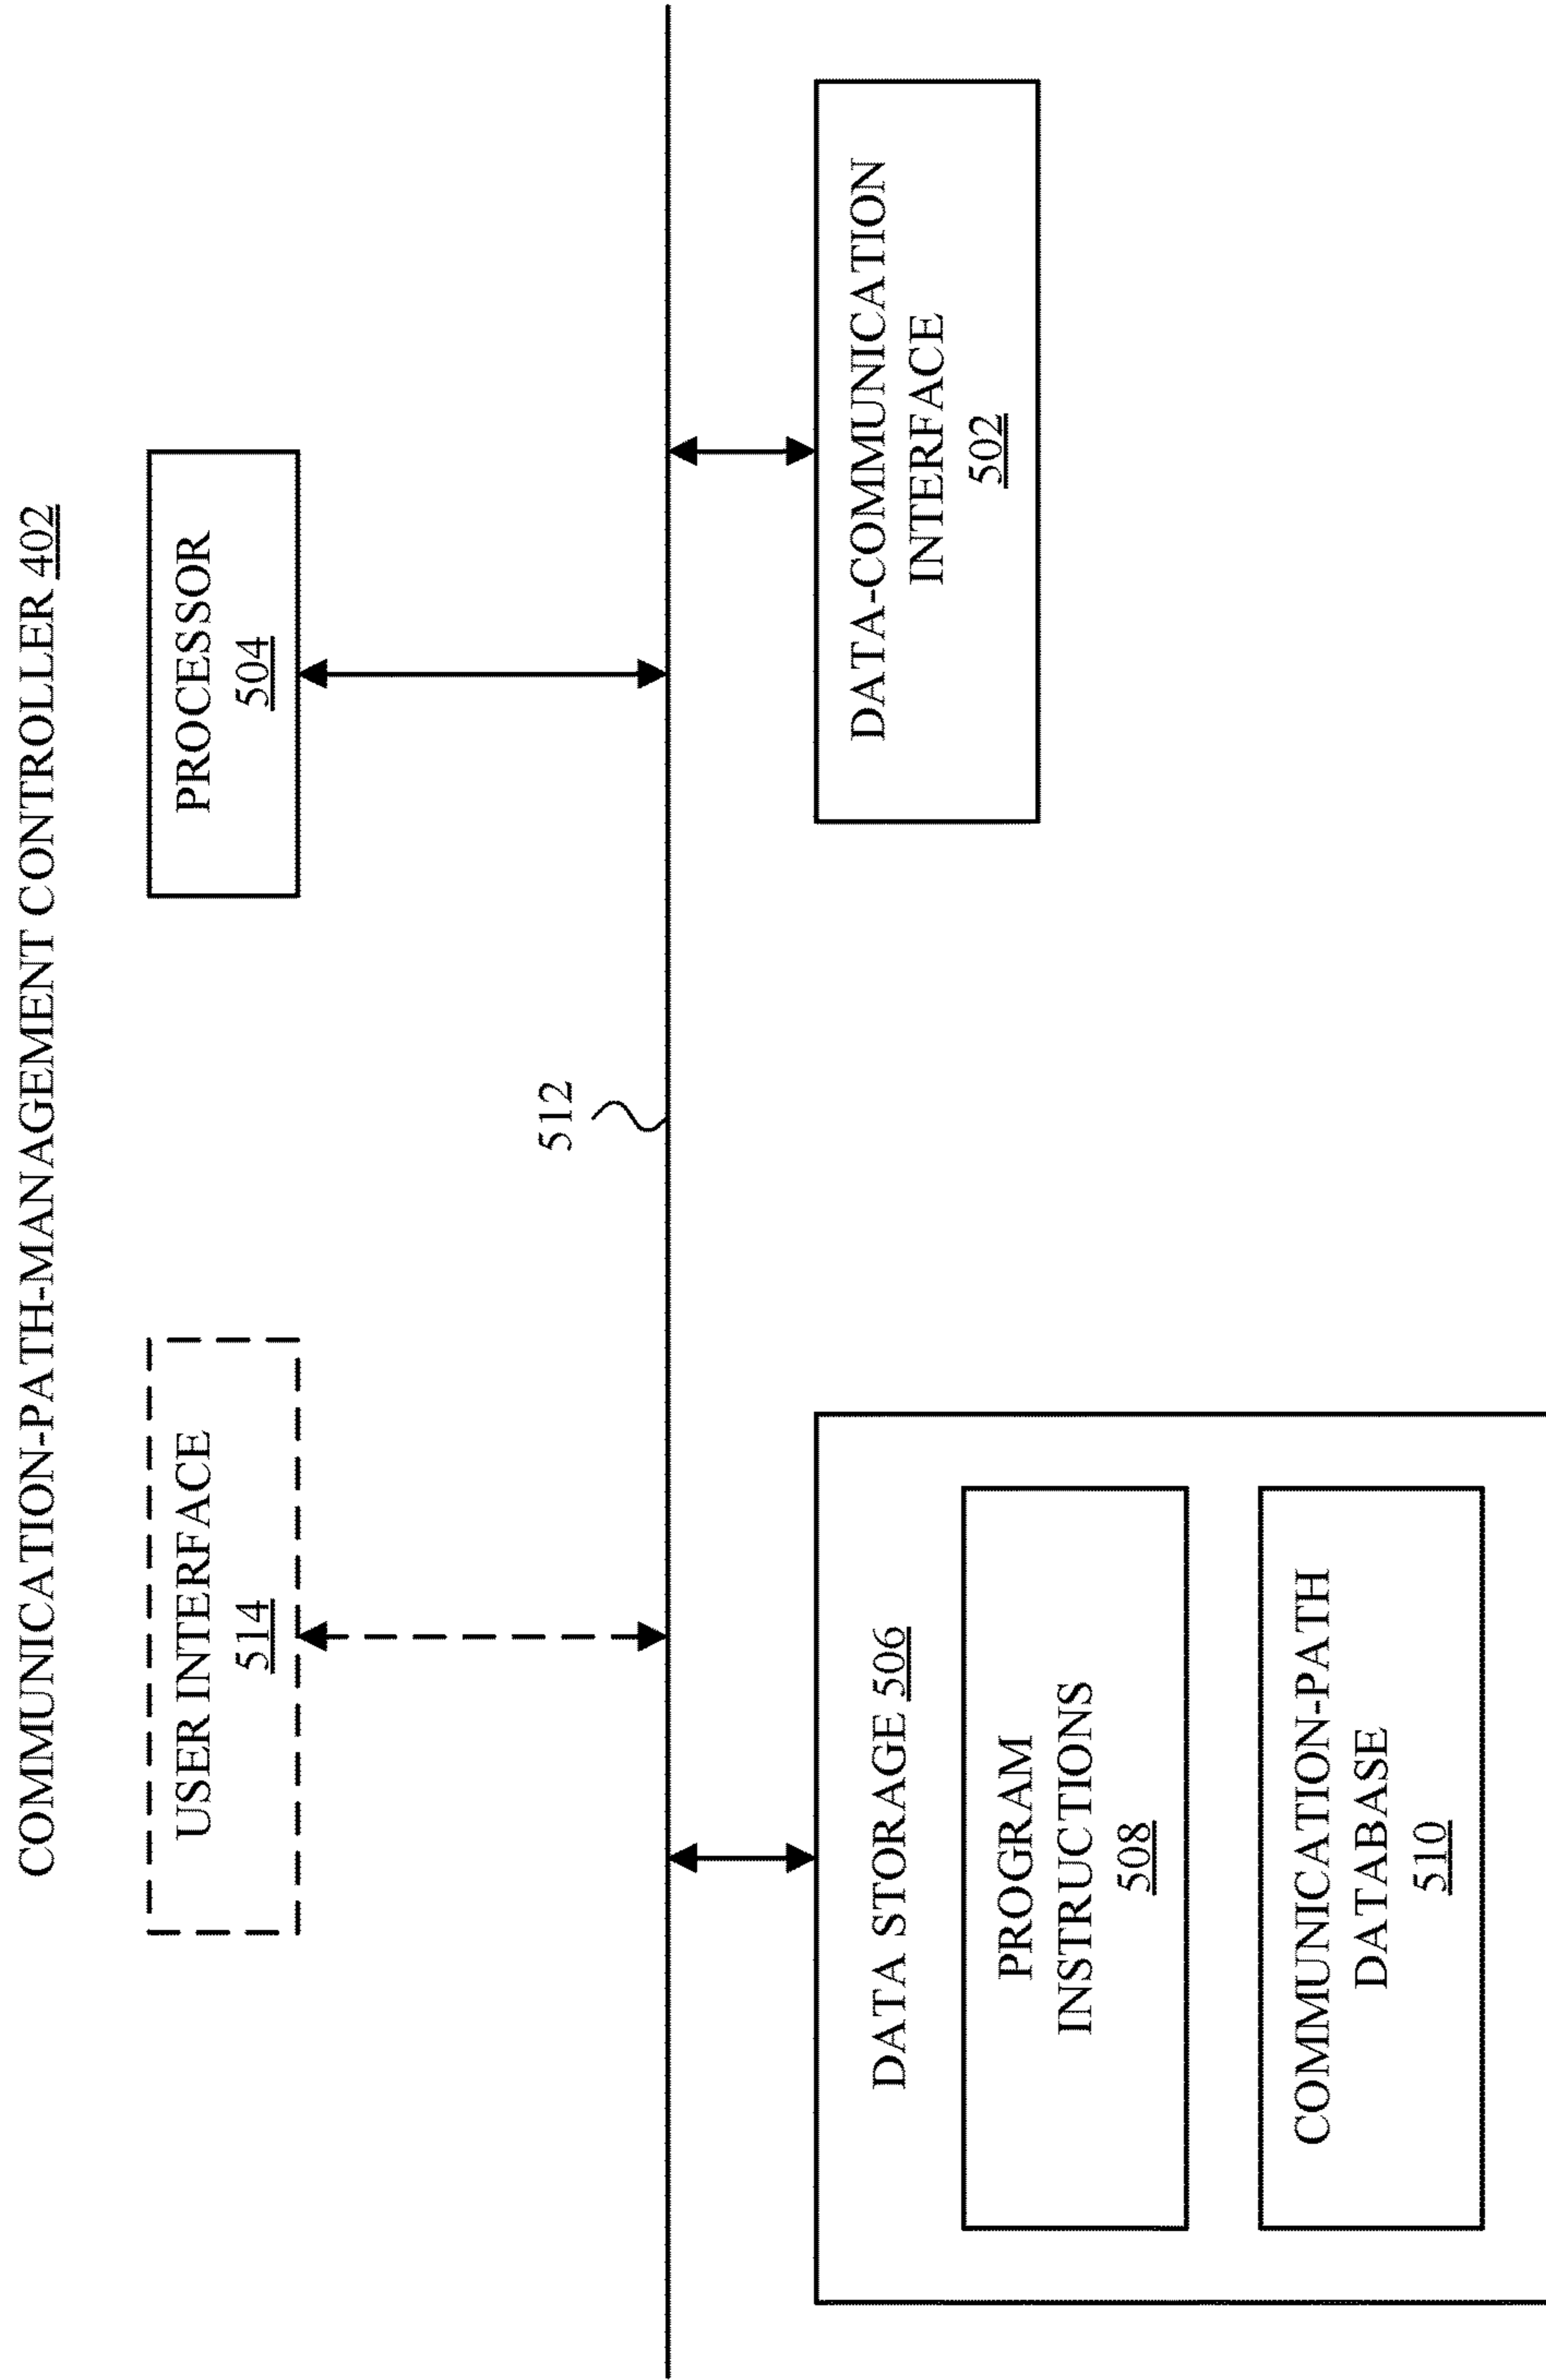 COMMUNICATION-PATH-MANAGEMENT CONTROLLER 402
USER INTERFACE
514
PROCESSOR
504
512
DATA STORAGE 506
PROGRAM
INSTRUCTIONS
508
COMMUNICATION-PATH
DATABASE
510
DATA-COMMUNICATION
INTERFACE
502